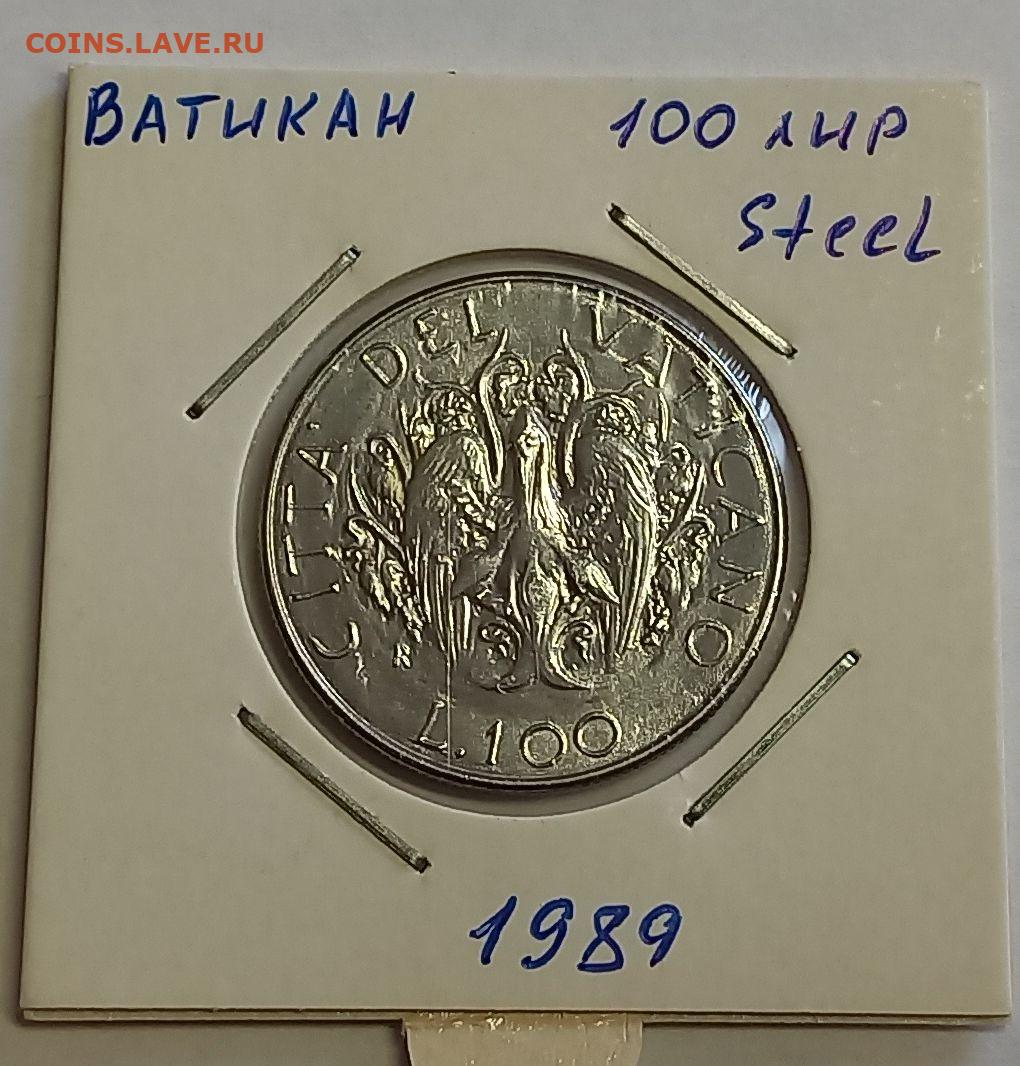 COINS.LAVE.RU
ВАТИКАН 100 лир
Steel
CITTA' DEL VATICANO
L. 100
1989